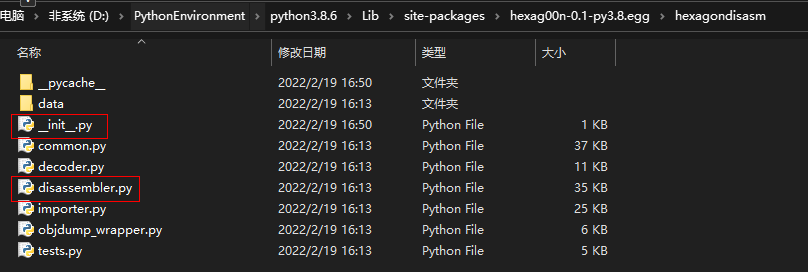 电脑 > 非系统 (D:) > PythonEnvironment > python3.8.6 > Lib > site-packages > hexag00n-0.1-py3.8.egg > hexagondisasm
名称 修改日期 类型 大小
__pycache__ 2022/2/19 16:50 文件夹
data 2022/2/19 16:13 文件夹
__init__.py 2022/2/19 16:50 Python File 1 KB
common.py 2022/2/19 16:13 Python File 37 KB
decoder.py 2022/2/19 16:13 Python File 11 KB
disassembler.py 2022/2/19 16:13 Python File 35 KB
importer.py 2022/2/19 16:13 Python File 25 KB
objdump_wrapper.py 2022/2/19 16:13 Python File 6 KB
tests.py 2022/2/19 16:13 Python File 5 KB